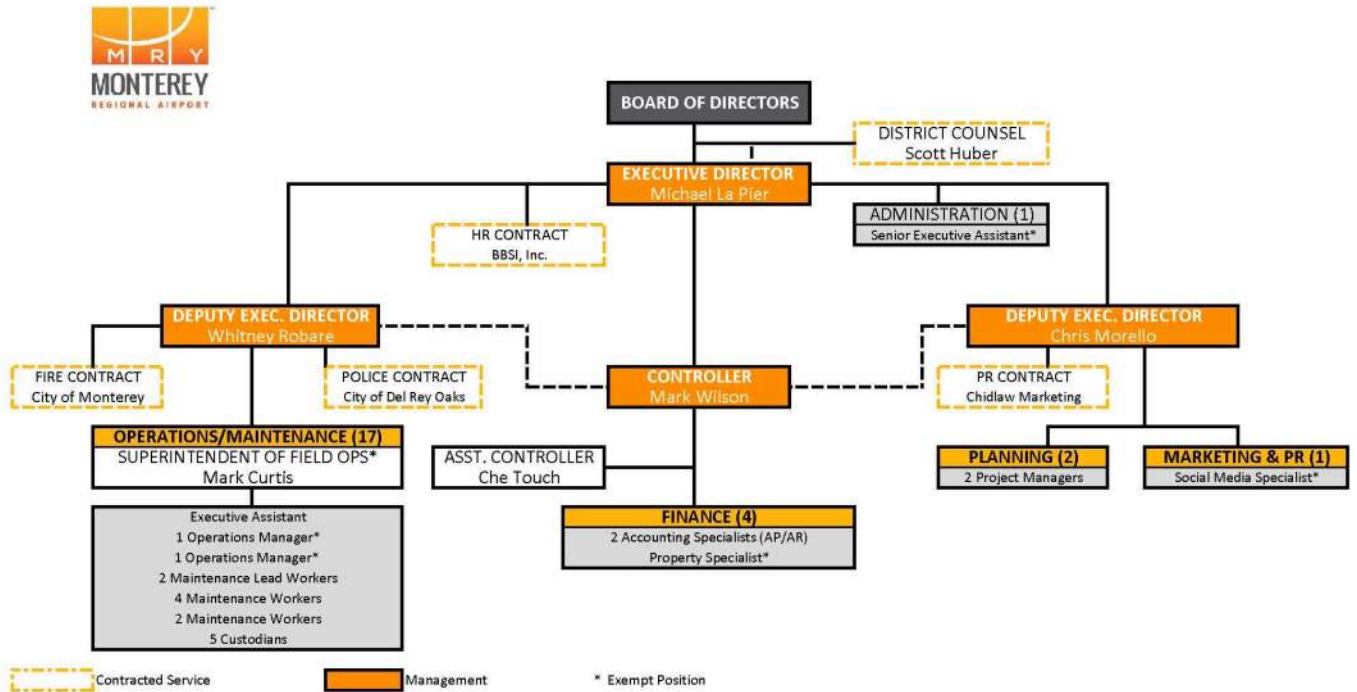 M R Y
MONTEREY
REGIONAL AIRPORT
BOARD OF DIRECTORS
DISTRICT COUNSEL
Scott Huber
EXECUTIVE DIRECTOR
Michael La Pier
ADMINISTRATION (1)
Senior Executive Assistant*
HR CONTRACT
BBSI, Inc.
DEPUTY EXEC. DIRECTOR
Whitney Robare
DEPUTY EXEC. DIRECTOR
Chris Morello
FIRE CONTRACT
City of Monterey
POLICE CONTRACT
City of Del Rey Oaks
CONTROLLER
Mark Wilson
PR CONTRACT
Chidlaw Marketing
OPERATIONS/MAINTENANCE (17)
SUPERINTENDENT OF FIELD OPS*
Mark Curtis
ASST. CONTROLLER
Che Touch
PLANNING (2)
2 Project Managers
MARKETING & PR (1)
Social Media Specialist*
Executive Assistant
1 Operations Manager*
1 Operations Manager*
2 Maintenance Lead Workers
4 Maintenance Workers
2 Maintenance Workers
5 Custodians
FINANCE (4)
2 Accounting Specialists (AP/AR)
Property Specialist*
Contracted Service
Management
* Exempt Position